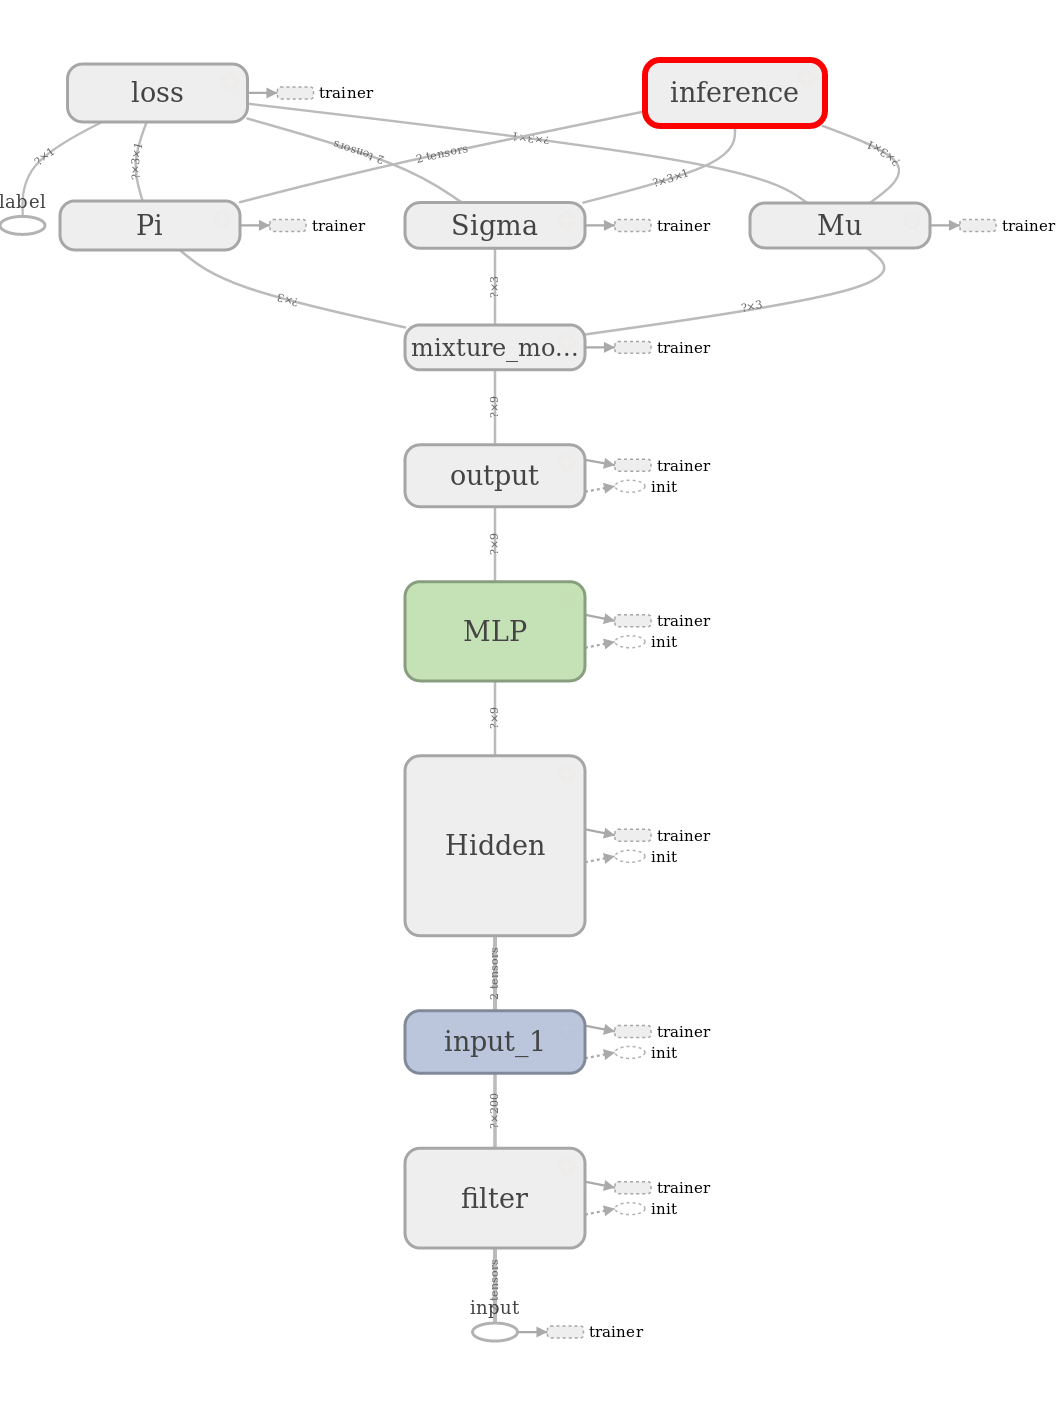 loss
trainer
inference
?×1
?×3×1
2 tensors
2 tensors
?×3×1
?×3×1
?×3×1
label
Pi
trainer
Sigma
trainer
Mu
trainer
?×3
?×3
?×3
mixture_mo...
trainer
?×9
output
trainer
init
?×9
MLP
trainer
init
?×9
Hidden
trainer
init
2 tensors
input_1
trainer
init
?×200
filter
trainer
init
tensors
input
trainer